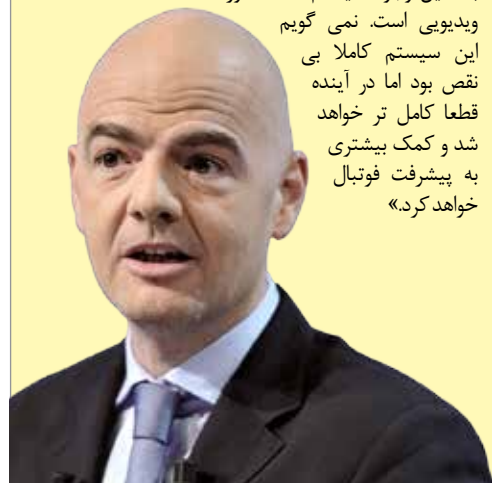 ویدیویی است. نمی گویم
این سیستم کاملا بی
نقص بود اما در آینده
قطعا کامل تر خواهد
شد و کمک بیشتری
به پیشرفت فوتبال
خواهد کرد.»